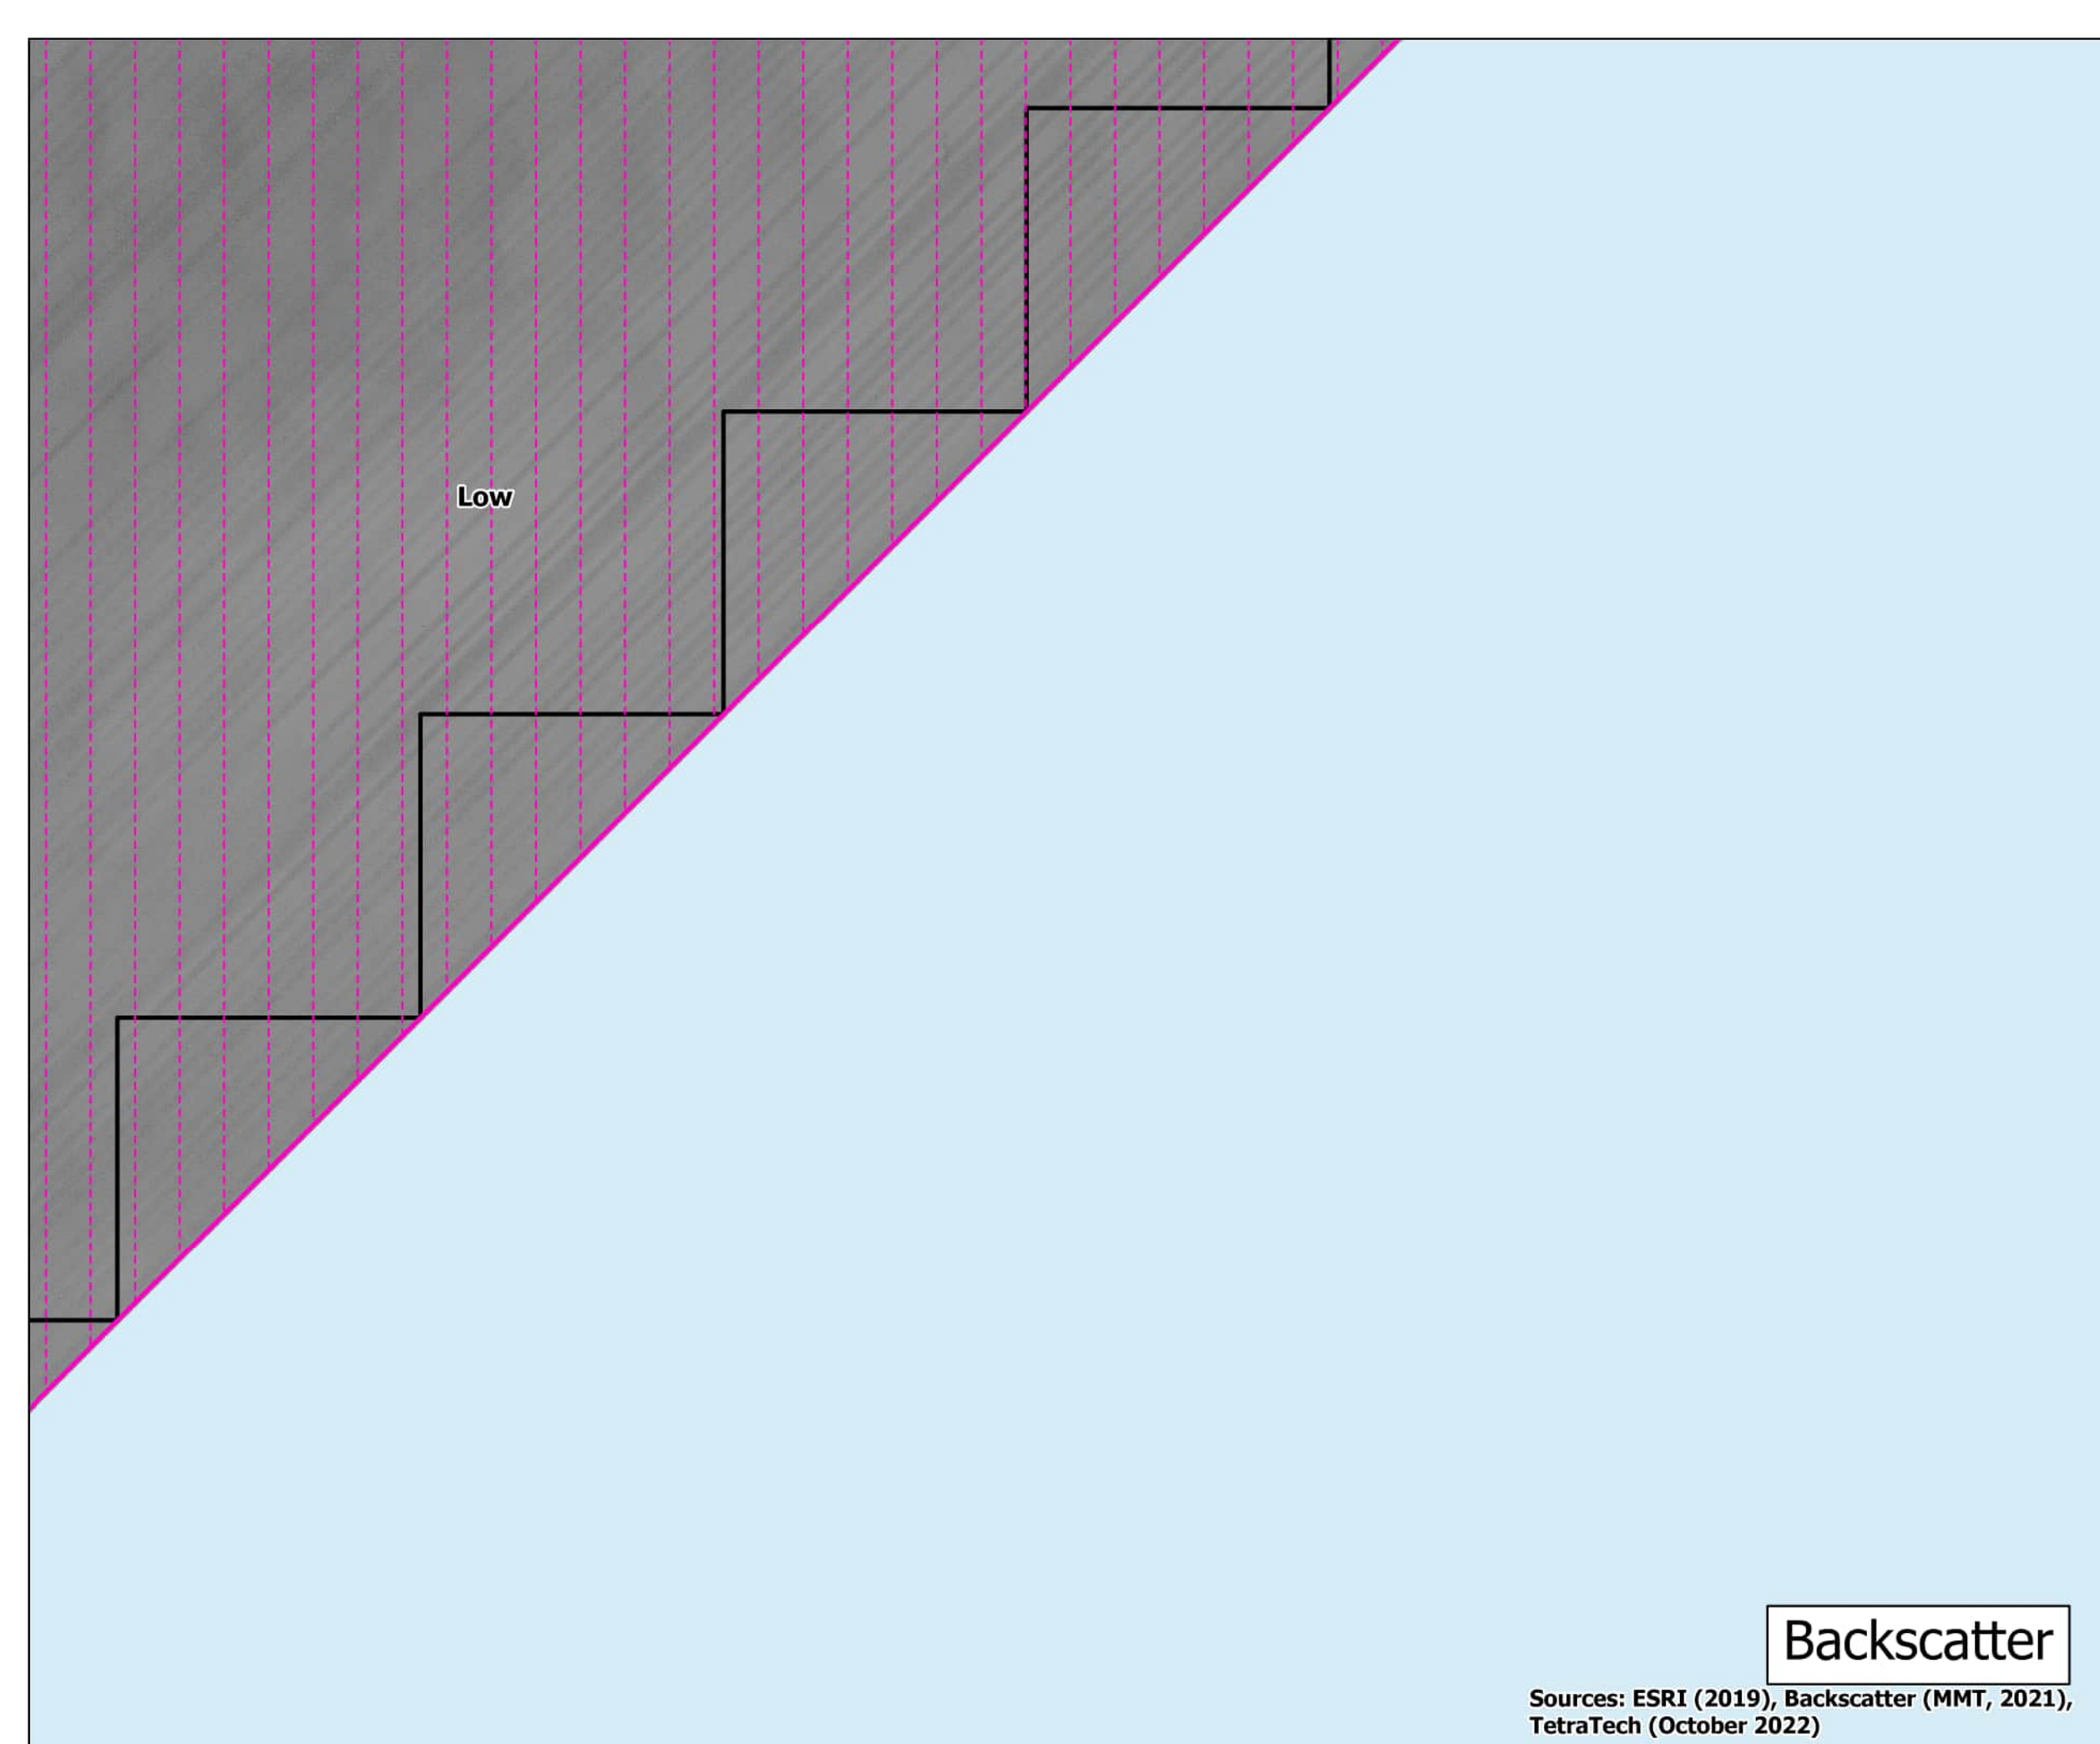 Low
Backscatter
Sources: ESRI (2019), Backscatter (MMT, 2021),
TetraTech (October 2022)